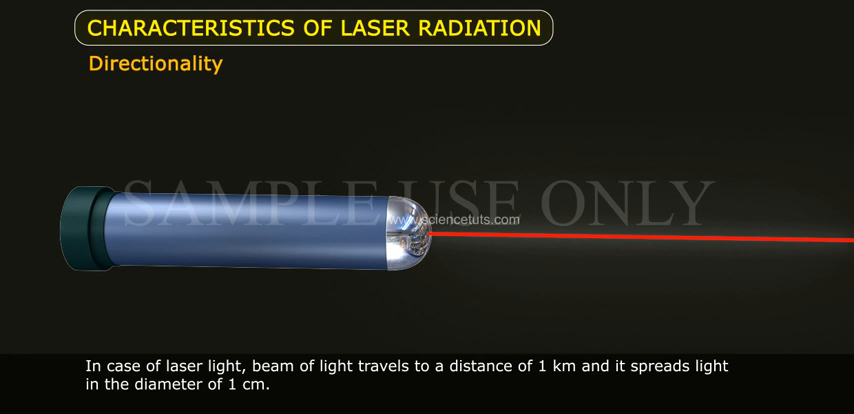 CHARACTERISTICS OF LASER RADIATION
Directionality
SAMPLE USE ONLY
www.sciencetuts.com
In case of laser light, beam of light travels to a distance of 1 km and it spreads light
in the diameter of 1 cm.